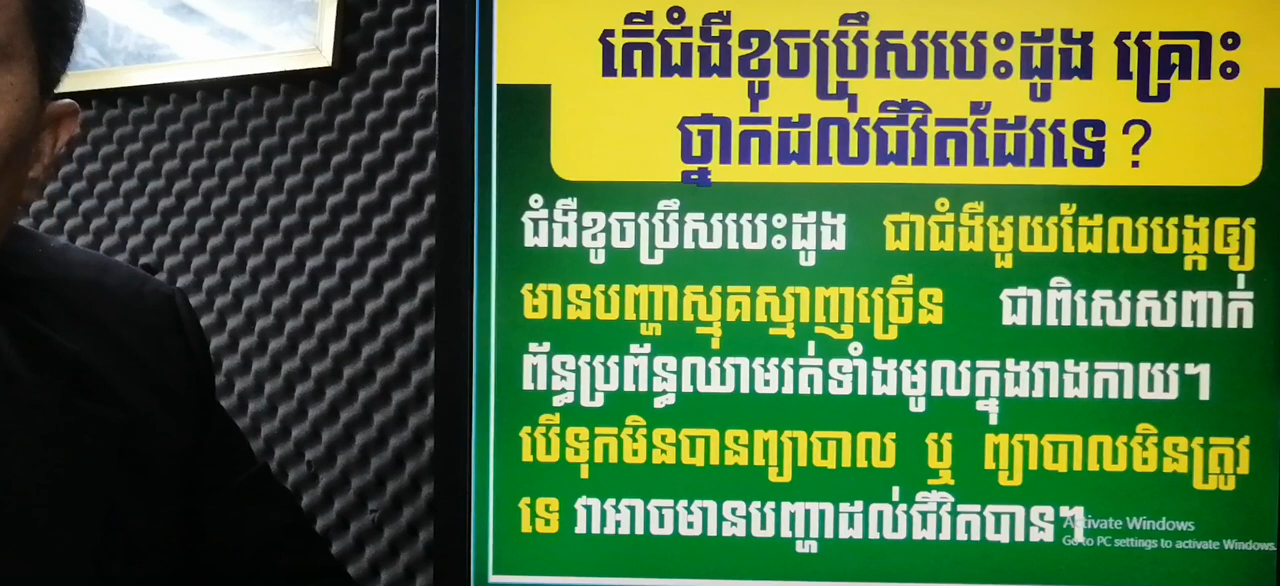 តើជំងឺខូចប្រឹសបេះដូង គ្រោះ
ថ្នាក់ដល់ជីវិតដែរទេ?
ជំងឺខូចប្រឹសបេះដូង ជាជំងឺមួយដែលបង្កឲ្យ
មានបញ្ហាស្មុគស្មាញច្រើន ជាពិសេសពាក់
ព័ន្ធប្រព័ន្ធឈាមរត់ទាំងមូលក្នុងរាងកាយ។
បើទុកមិនបានព្យាបាល ឬ ព្យាបាលមិនត្រូវ
ទេ វាអាចមានបញ្ហាដល់ជីវិតបាន។
Activate Windows
Go to PC settings to activate Windows.